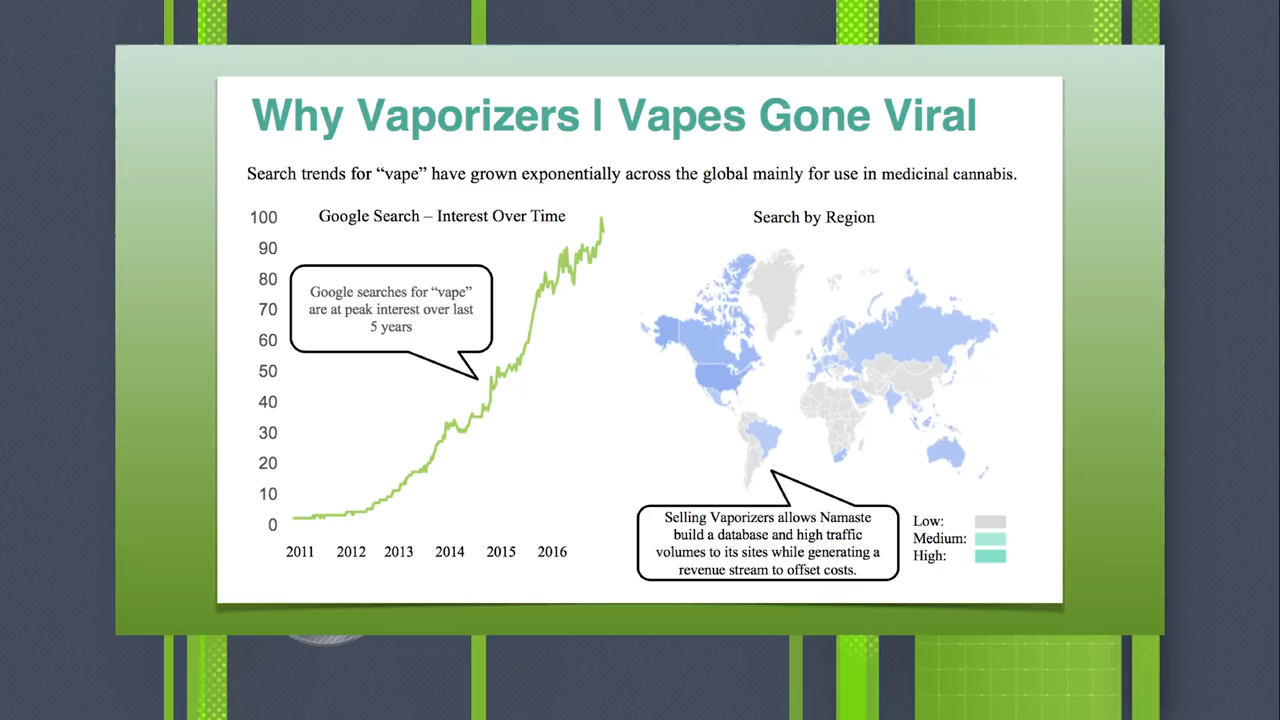 Why Vaporizers | Vapes Gone Viral
Search trends for “vape” have grown exponentially across the global mainly for use in medicinal cannabis.
Google Search – Interest Over Time
100
90
80
70
60
50
40
30
20
10
0
Google searches for “vape”
are at peak interest over last
5 years
2011 2012 2013 2014 2015 2016
Search by Region
Selling Vaporizers allows Namaste
build a database and high traffic
volumes to its sites while generating a
revenue stream to offset costs.
Low:
Medium:
High: